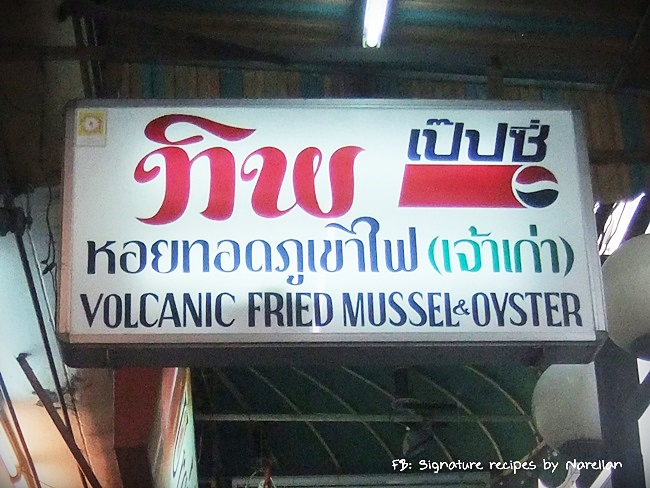 ทิพ
เป๊ปซี่
หอยทอดภูเขาไฟ (เจ้าเก่า)
VOLCANIC FRIED MUSSEL & OYSTER
FB: Signature recipes by Narellan